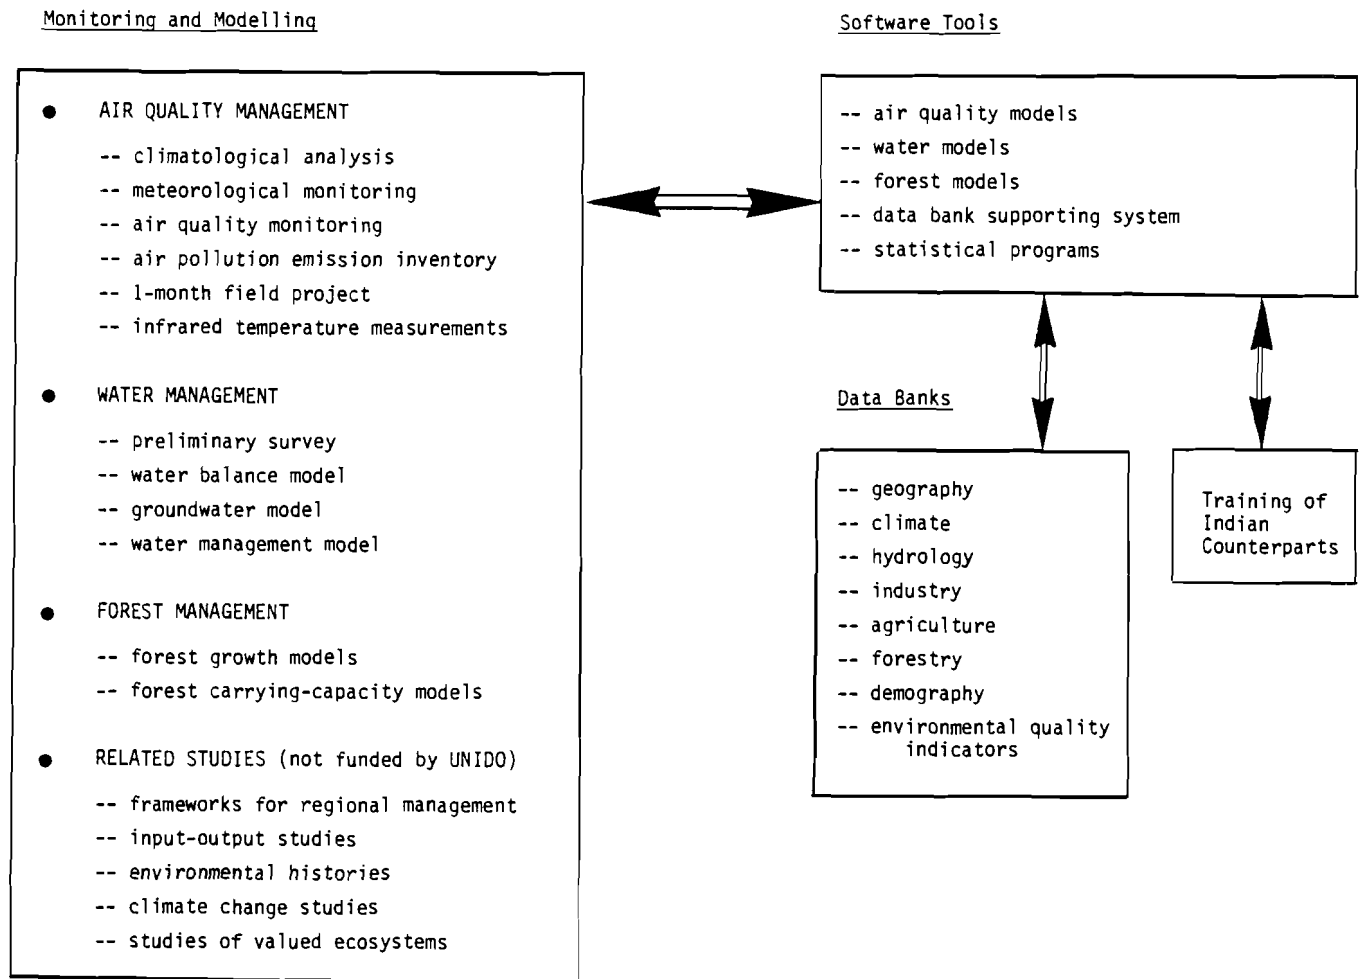 Monitoring and Modelling
● AIR QUALITY MANAGEMENT
-- climatological analysis
-- meteorological monitoring
-- air quality monitoring
-- air pollution emission inventory
-- 1-month field project
-- infrared temperature measurements
● WATER MANAGEMENT
-- preliminary survey
-- water balance model
-- groundwater model
-- water management model
● FOREST MANAGEMENT
-- forest growth models
-- forest carrying-capacity models
● RELATED STUDIES (not funded by UNIDO)
-- frameworks for regional management
-- input-output studies
-- environmental histories
-- climate change studies
-- studies of valued ecosystems
Software Tools
-- air quality models
-- water models
-- forest models
-- data bank supporting system
-- statistical programs
Data Banks
-- geography
-- climate
-- hydrology
-- industry
-- agriculture
-- forestry
-- demography
-- environmental quality
indicators
Training of
Indian
Counterparts